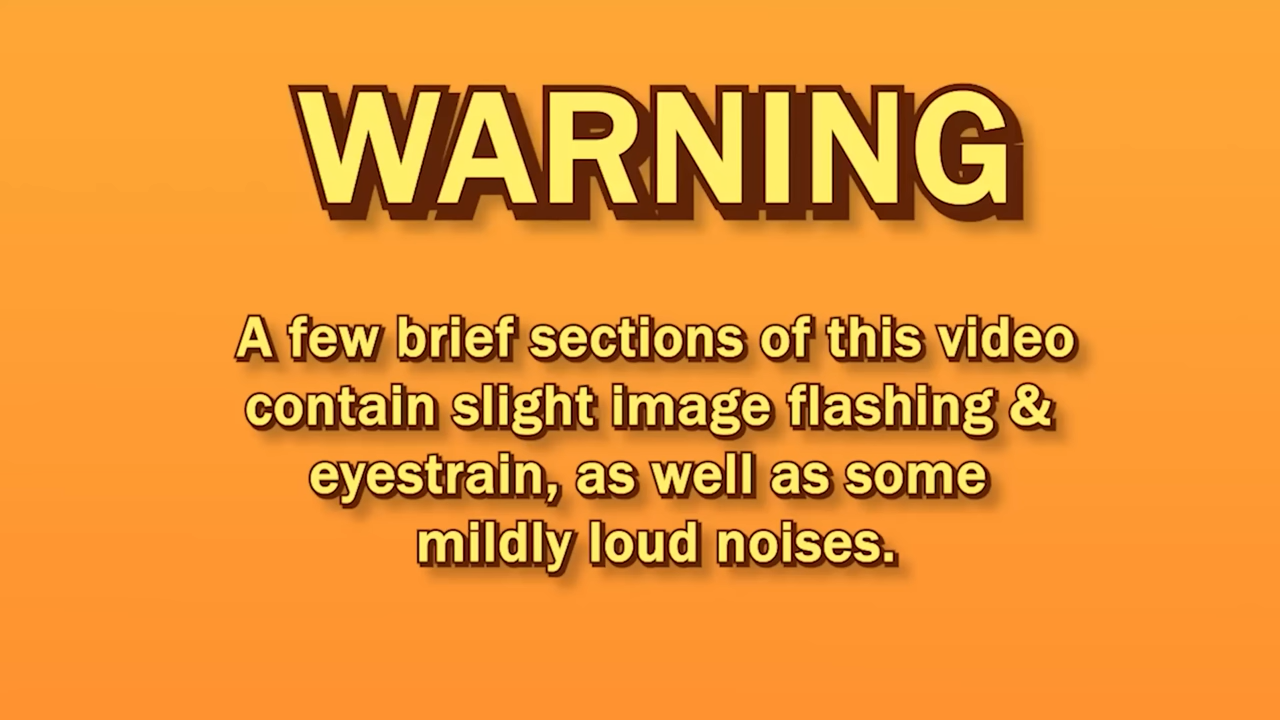 WARNING
A few brief sections of this video
contain slight image flashing &
eyestrain, as well as some
mildly loud noises.